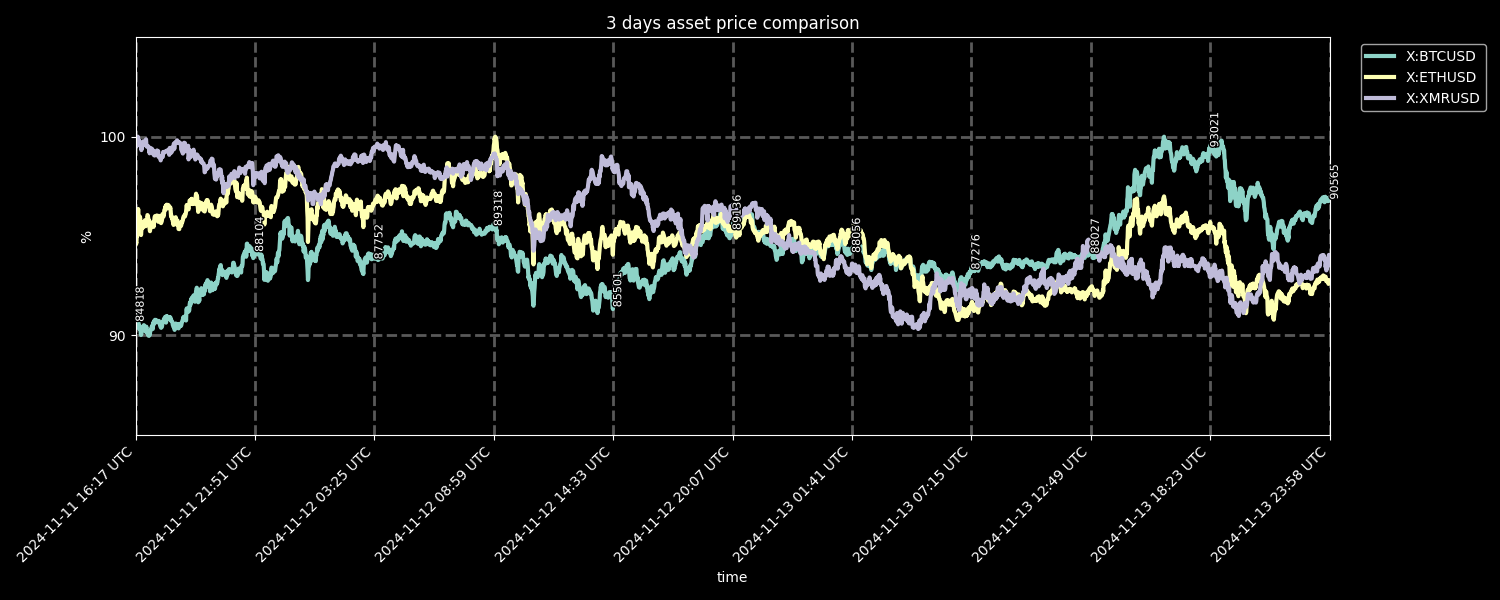 3 days asset price comparison
X:BTCUSD
X:ETHUSD
X:XMRUSD
100
90
%
84818
88104
87752
89318
85501
89136
88056
87276
88027
93021
90565
2024-11-11 16:17 UTC
2024-11-11 21:51 UTC
2024-11-12 03:25 UTC
2024-11-12 08:59 UTC
2024-11-12 14:33 UTC
2024-11-12 20:07 UTC
2024-11-13 01:41 UTC
2024-11-13 07:15 UTC
2024-11-13 12:49 UTC
2024-11-13 18:23 UTC
2024-11-13 23:58 UTC
time